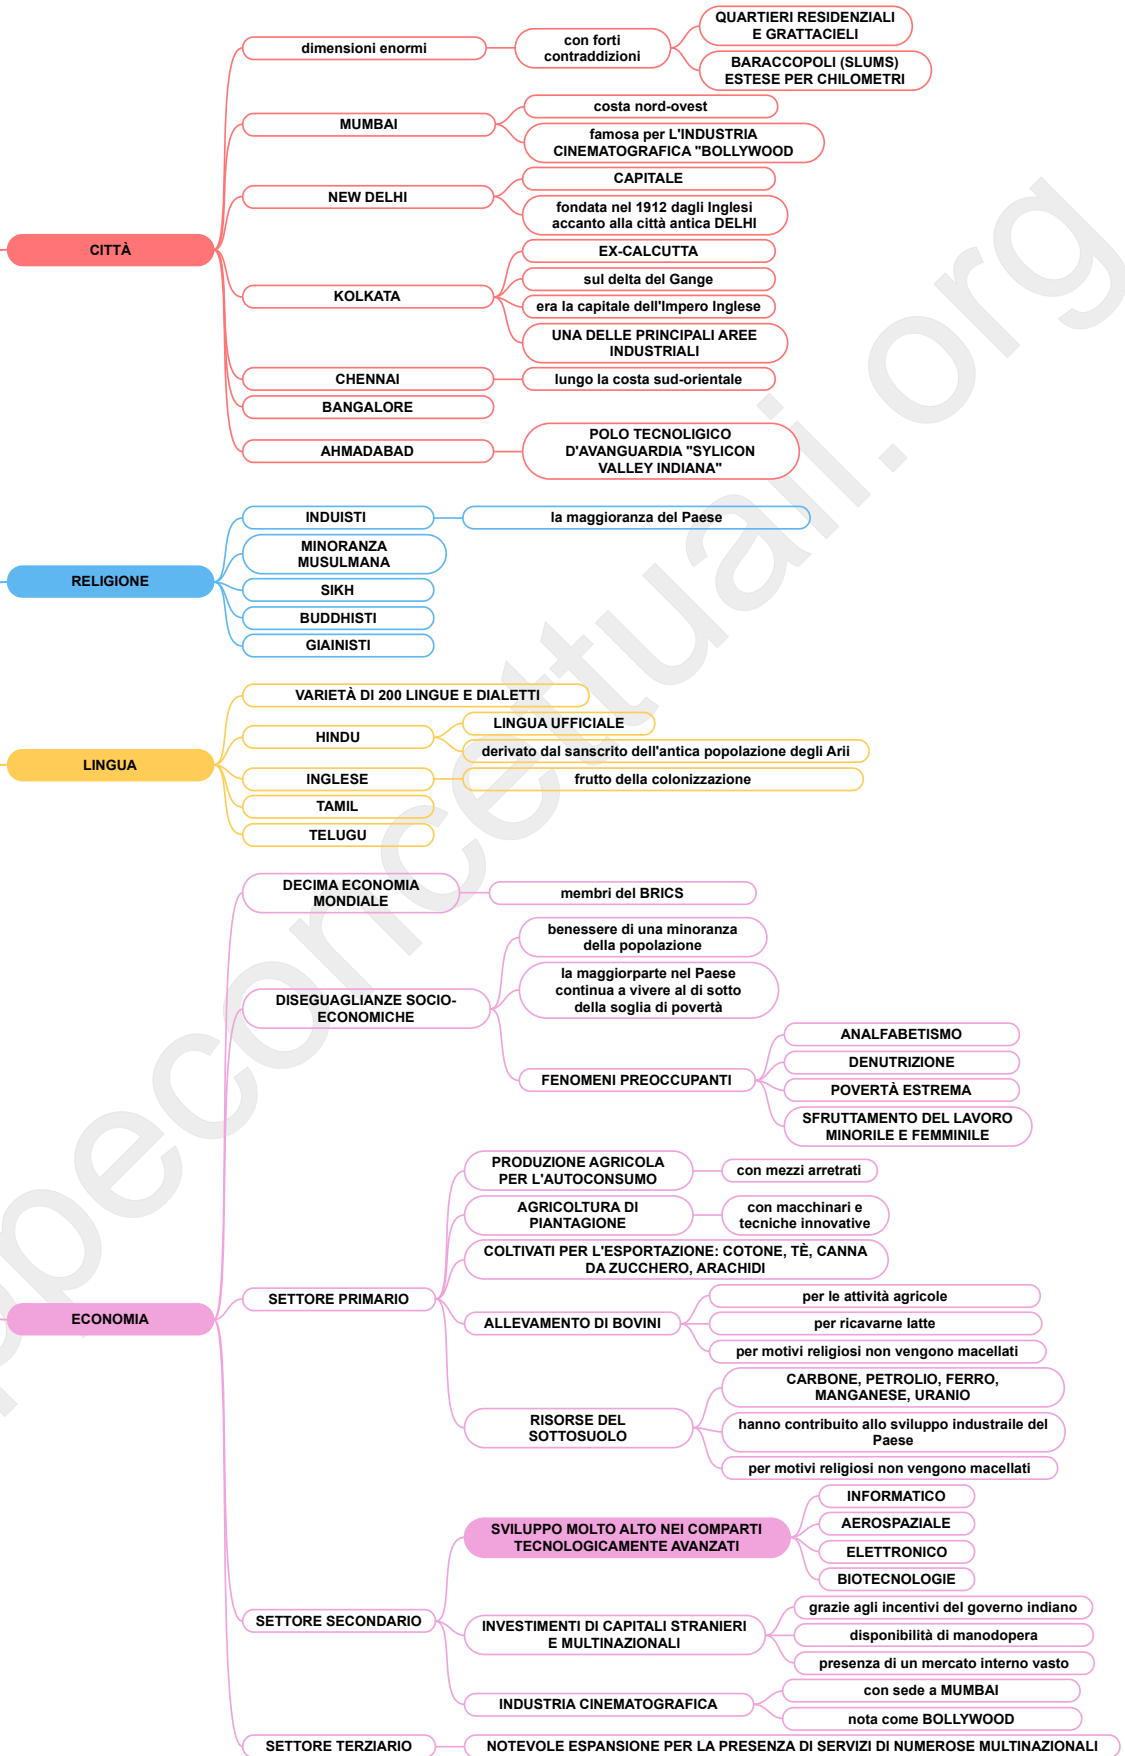 QUARTIERI RESIDENZIALI
E GRATTACIELI
dimensioni enormi
con forti
contraddizioni
BARACCOPOLI (SLUMS)
ESTESE PER CHILOMETRI
costa nord-ovest
MUMBAI
famosa per L'INDUSTRIA
CINEMATOGRAFICA "BOLLYWOOD
CAPITALE
NEW DELHI
fondata nel 1912 dagli Inglesi
accanto alla città antica DELHI
CITTÀ
EX-CALCUTTA
sul delta del Gange
KOLKATA
era la capitale dell'Impero Inglese
UNA DELLE PRINCIPALI AREE
INDUSTRIALI
CHENNAI
lungo la costa sud-orientale
BANGALORE
AHMADABAD
POLO TECNOLIGICO
D'AVANGUARDIA "SYLICON
VALLEY INDIANA"
INDUISTI
la maggioranza del Paese
MINORANZA
MUSULMANA
RELIGIONE
SIKH
BUDDHISTI
GIAINISTI
VARIETÀ DI 200 LINGUE E DIALETTI
LINGUA UFFICIALE
HINDU
derivato dal sanscrito dell'antica popolazione degli Arii
LINGUA
INGLESE
frutto della colonizzazione
TAMIL
TELUGU
DECIMA ECONOMIA
MONDIALE
membri del BRICS
benessere di una minoranza
della popolazione
DISEGUAGLIANZE SOCIO-
ECONOMICHE
la maggiorparte nel Paese
continua a vivere al di sotto
della soglia di povertà
FENOMENI PREOCCUPANTI
ANALFABETISMO
DENUTRIZIONE
POVERTÀ ESTREMA
SFRUTTAMENTO DEL LAVORO
MINORILE E FEMMINILE
PRODUZIONE AGRICOLA
PER L'AUTOCONSUMO
con mezzi arretrati
AGRICOLTURA DI
PIANTAGIONE
con macchinari e
tecniche innovative
COLTIVATI PER L'ESPORTAZIONE: COTONE, TÈ, CANNA
DA ZUCCHERO, ARACHIDI
ECONOMIA
SETTORE PRIMARIO
ALLEVAMENTO DI BOVINI
per le attività agricole
per ricavarne latte
per motivi religiosi non vengono macellati
RISORSE DEL
SOTTOSUOLO
CARBONE, PETROLIO, FERRO,
MANGANESE, URANIO
hanno contribuito allo sviluppo industraile del
Paese
per motivi religiosi non vengono macellati
SVILUPPO MOLTO ALTO NEI COMPARTI
TECNOLOGICAMENTE AVANZATI
INFORMATICO
AEROSPAZIALE
ELETTRONICO
BIOTECNOLOGIE
SETTORE SECONDARIO
INVESTIMENTI DI CAPITALI STRANIERI
E MULTINAZIONALI
grazie agli incentivi del governo indiano
disponibilità di manodopera
presenza di un mercato interno vasto
INDUSTRIA CINEMATOGRAFICA
con sede a MUMBAI
nota come BOLLYWOOD
SETTORE TERZIARIO
NOTEVOLE ESPANSIONE PER LA PRESENZA DI SERVIZI DI NUMEROSE MULTINAZIONALI
apeconcettuali.org